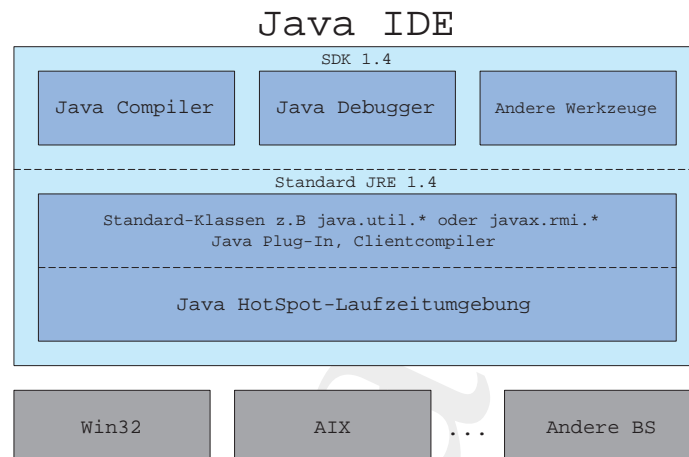 Java IDE
SDK 1.4
Java Compiler
Java Debugger
Andere Werkzeuge
Standard JRE 1.4
Standard-Klassen z.B java.util.* oder javax.rmi.*
Java Plug-In, Clientcompiler
Java HotSpot-Laufzeitumgebung
Win32
AIX
...
Andere BS